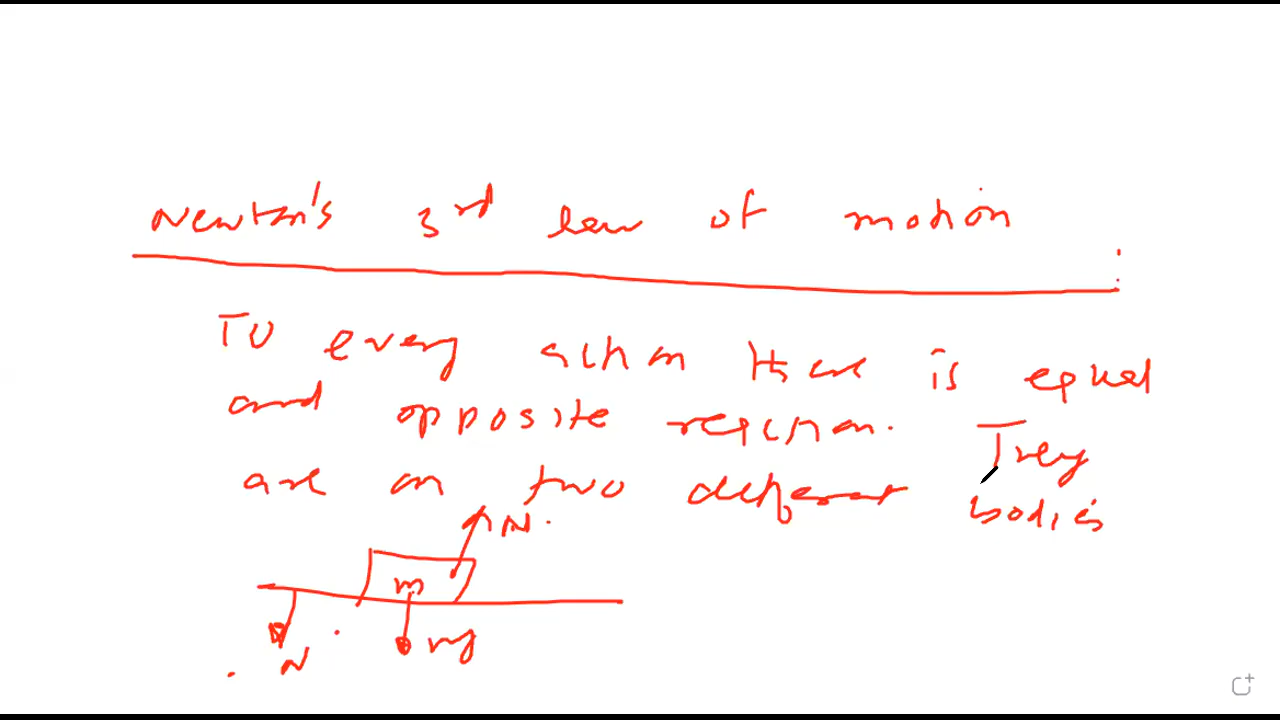 Newton's 3rd law of motion :
To every action there is equal
and opposite reaction. They
are on two different bodies
N.
m
N mg